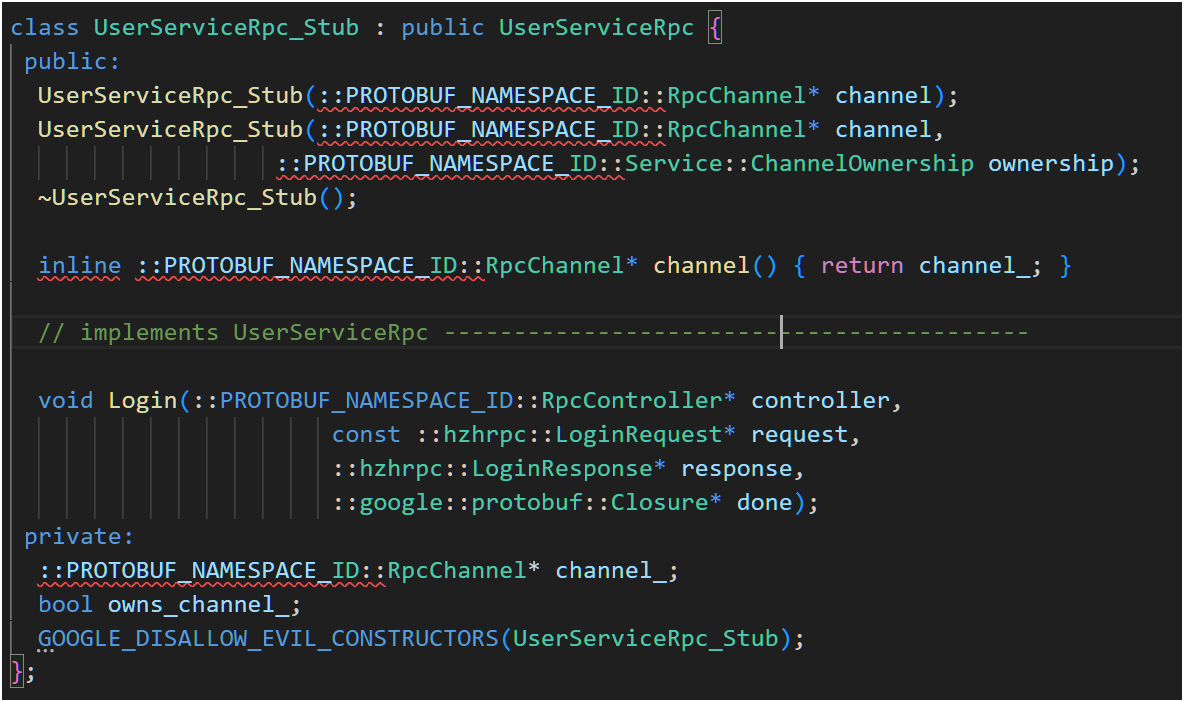 class UserServiceRpc_Stub : public UserServiceRpc {
 public:
  UserServiceRpc_Stub(::PROTOBUF_NAMESPACE_ID::RpcChannel* channel);
  UserServiceRpc_Stub(::PROTOBUF_NAMESPACE_ID::RpcChannel* channel,
                   ::PROTOBUF_NAMESPACE_ID::Service::ChannelOwnership ownership);
  ~UserServiceRpc_Stub();

  inline ::PROTOBUF_NAMESPACE_ID::RpcChannel* channel() { return channel_; }

  // implements UserServiceRpc ------------------------------------------

  void Login(::PROTOBUF_NAMESPACE_ID::RpcController* controller,
                       const ::hzhrpc::LoginRequest* request,
                       ::hzhrpc::LoginResponse* response,
                       ::google::protobuf::Closure* done);
 private:
  ::PROTOBUF_NAMESPACE_ID::RpcChannel* channel_;
  bool owns_channel_;
  GOOGLE_DISALLOW_EVIL_CONSTRUCTORS(UserServiceRpc_Stub);
};